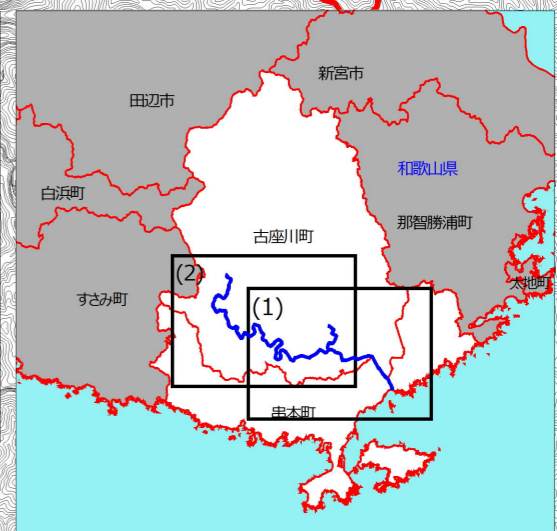 新宮市
田辺市
和歌山県
白浜町
那智勝浦町
古座川町
(2)
太地町
すさみ町
(1)
串本町